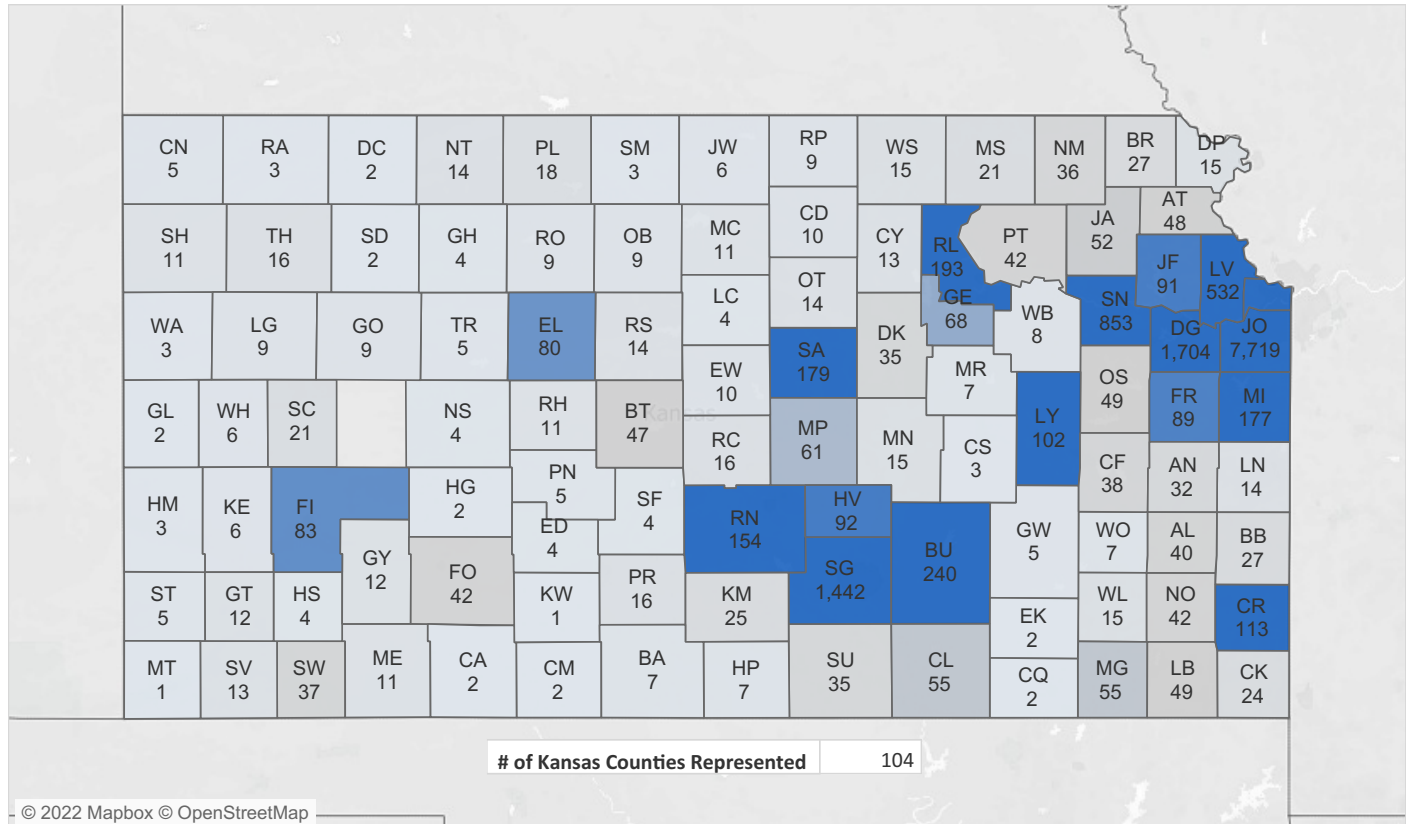 CN
5
RA
3
DC
2
NT
14
PL
18
SM
3
JW
6
RP
9
WS
15
MS
21
NM
36
BR
27
DP
15
SH
11
TH
16
SD
2
GH
4
RO
9
OB
9
MC
11
CD
10
CY
13
RL
193
PT
42
JA
52
AT
48
JF
91
LV
532
WA
3
LG
9
GO
9
TR
5
EL
80
RS
14
LC
4
OT
14
SA
179
DK
35
GE
68
WB
8
SN
853
DG
1,704
JO
7,719
GL
2
WH
6
SC
21
NS
4
RH
11
BT
47
Kansas
EW
10
RC
16
MP
61
MN
15
MR
7
CS
3
LY
102
OS
49
FR
89
MI
177
HM
3
KE
6
FI
83
HG
2
PN
5
ED
4
SF
4
RN
154
HV
92
SG
1,442
BU
240
GW
5
CF
38
AN
32
LN
14
WO
7
AL
40
BB
27
ST
5
GT
12
HS
4
GY
12
FO
42
KW
1
PR
16
KM
25
EK
2
WL
15
NO
42
CR
113
MT
1
SV
13
SW
37
ME
11
CA
2
CM
2
BA
7
HP
7
SU
35
CL
55
CQ
2
MG
55
LB
49
CK
24
# of Kansas Counties Represented 104
© 2022 Mapbox © OpenStreetMap